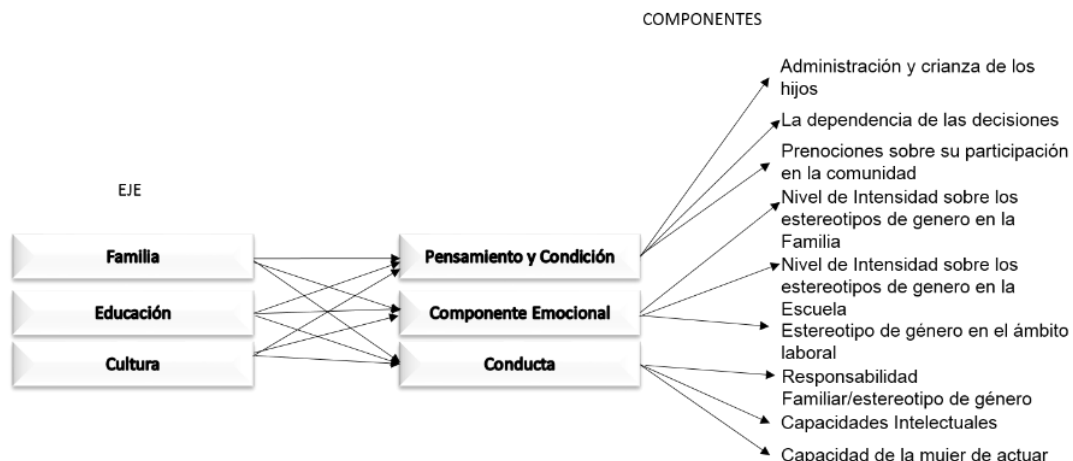 COMPONENTES
EJE
Familia
Educación
Cultura
Pensamiento y Condición
Componente Emocional
Conducta
Administración y crianza de los
hijos
La dependencia de las decisiones
Prenociones sobre su participación
en la comunidad
Nivel de Intensidad sobre los
estereotipos de genero en la
Familia
Nivel de Intensidad sobre los
estereotipos de genero en la
Escuela
Estereotipo de género en el ámbito
laboral
Responsabilidad
Familiar/estereotipo de género
Capacidades Intelectuales
Capacidad de la mujer de actuar